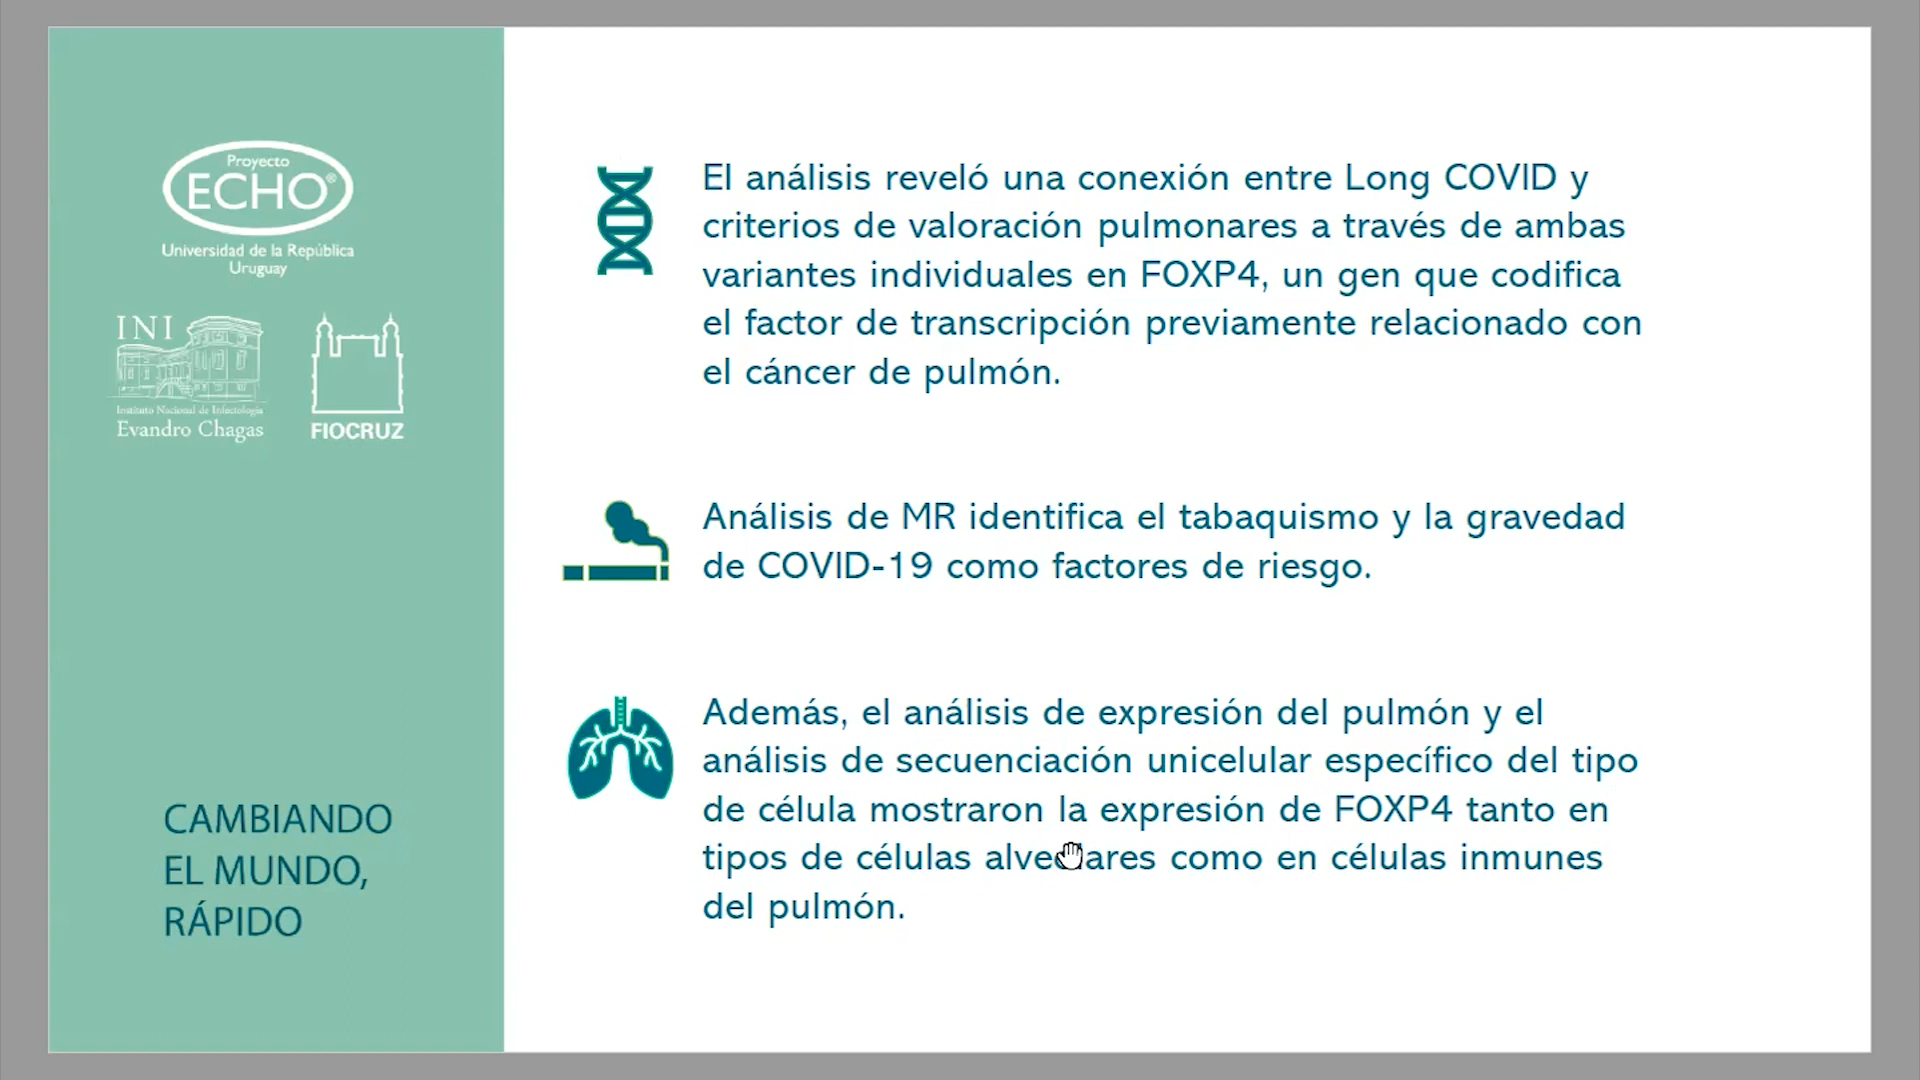 Proyecto
ECHO®
Universidad de la República
Uruguay
INI
Instituto Nacional de Infectología
Evandro Chagas
FIOCRUZ
CAMBIANDO
EL MUNDO,
RÁPIDO
El análisis reveló una conexión entre Long COVID y
criterios de valoración pulmonares a través de ambas
variantes individuales en FOXP4, un gen que codifica
el factor de transcripción previamente relacionado con
el cáncer de pulmón.
Análisis de MR identifica el tabaquismo y la gravedad
de COVID-19 como factores de riesgo.
Además, el análisis de expresión del pulmón y el
análisis de secuenciación unicelular específico del tipo
de célula mostraron la expresión de FOXP4 tanto en
tipos de células alveolares como en células inmunes
del pulmón.